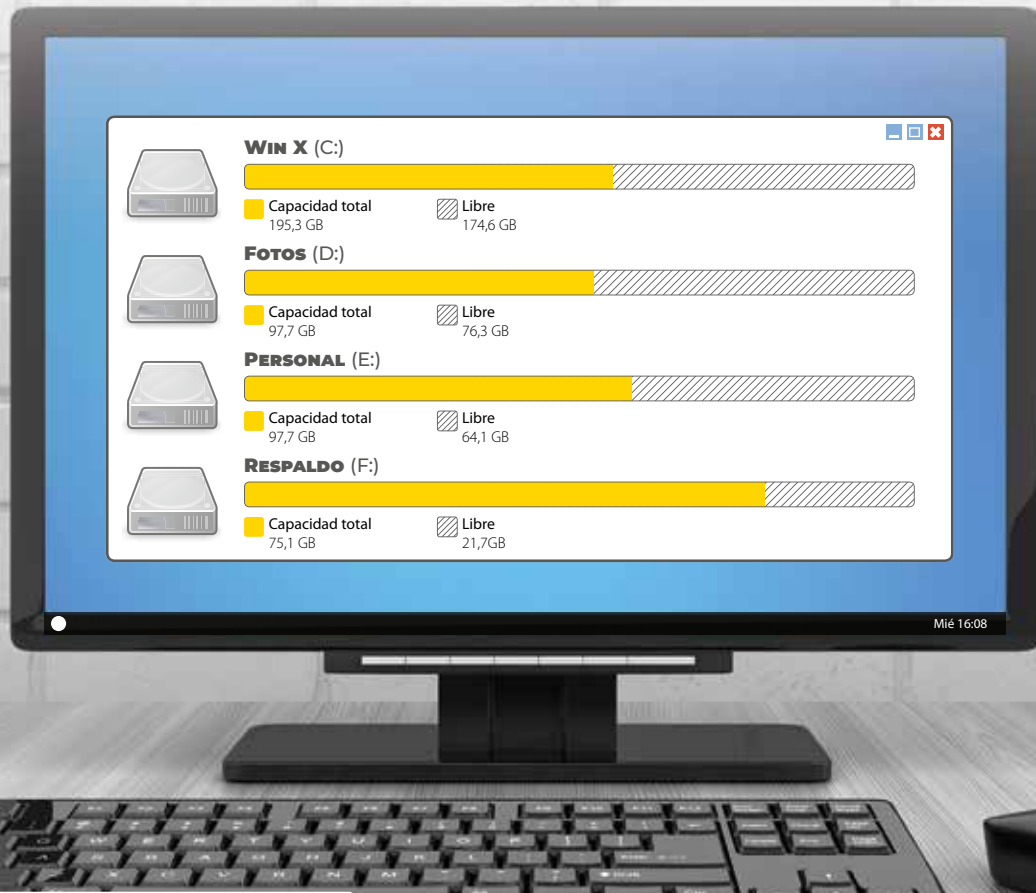 WIN X (C:)
Capacidad total
195,3 GB
Libre
174,6 GB
FOTOS (D:)
Capacidad total
97,7 GB
Libre
76,3 GB
PERSONAL (E:)
Capacidad total
97,7 GB
Libre
64,1 GB
RESPALDO (F:)
Capacidad total
75,1 GB
Libre
21,7GB
Mié 16:08